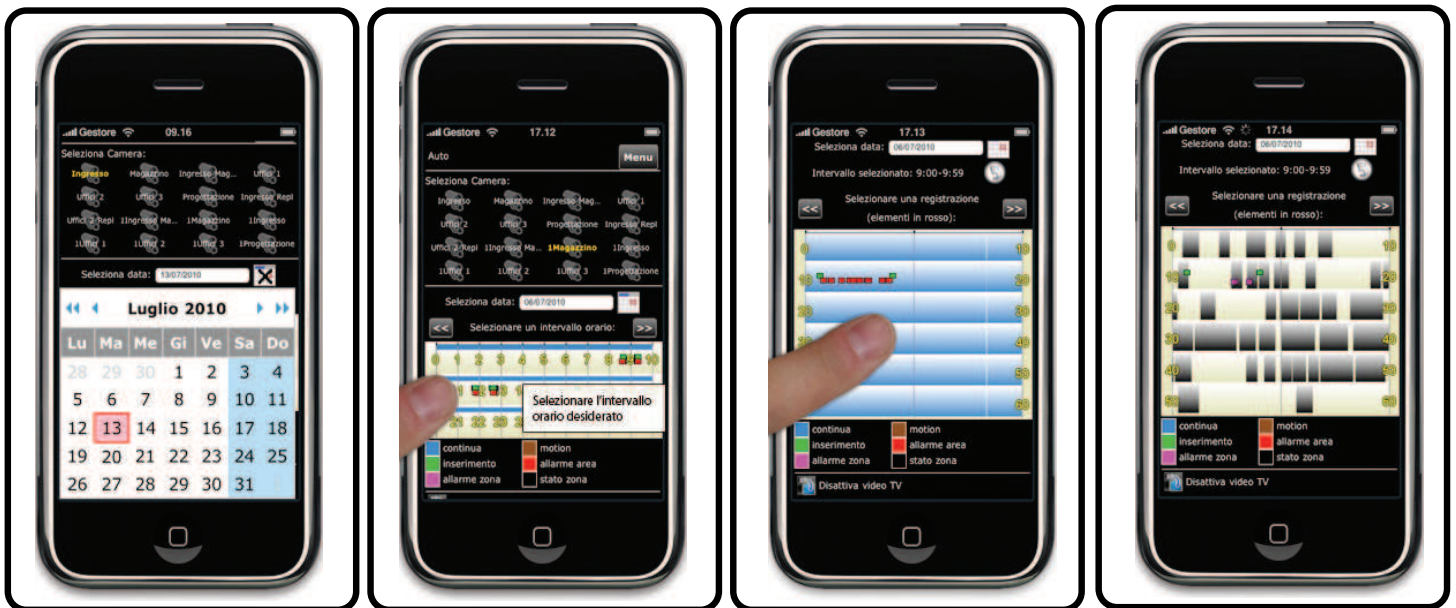 Gestore 09.16
Seleziona Camera:
Ingresso Magazzino Ingresso Mag... Uffici 1
Uffici 2 Uffici 3 Progettazione Ingresso Repl
Uffici 2 Repl 1Ingresso Ma... 1Magazzino 1Ingresso
1Uffici 1 1Uffici 2 1Uffici 3 1Progettazione
Seleziona data: 13/07/2010
Luglio 2010
Lu Ma Me Gi Ve Sa Do
28 29 30 1 2 3 4
5 6 7 8 9 10 11
12 13 14 15 16 17 18
19 20 21 22 23 24 25
26 27 28 29 30 31
Gestore 17.12
Auto Menu
Seleziona Camera:
Ingresso Magazzino Ingresso Mag... Uffici 1
Uffici 2 Uffici 3 Progettazione Ingresso Repl
Uffici 2 Repl 1Ingresso Ma... 1Magazzino 1Ingresso
1Uffici 1 1Uffici 2 1Uffici 3 1Progettazione
Seleziona data: 06/07/2010
<< Selezionare un intervallo orario: >>
0 1 2 3 4 5 6 7 8 10
Selezionare l'intervallo
orario desiderato
21 22 23
continua motion
inserimento allarme area
allarme zona stato zona
Gestore 17.13
Seleziona data: 06/07/2010
Intervallo selezionato: 9:00-9:59
<< Selezionare una registrazione >>
(elementi in rosso):
0 10
10 20
20 30
40
50
60
continua motion
inserimento allarme area
allarme zona stato zona
Disattiva video TV
Gestore 17.14
Seleziona data: 06/07/2010
Intervallo selezionato: 9:00-9:59
<< Selezionare una registrazione >>
(elementi in rosso):
0 10
10 20
20 30
30 40
40 50
50 60
continua motion
inserimento allarme area
allarme zona stato zona
Disattiva video TV